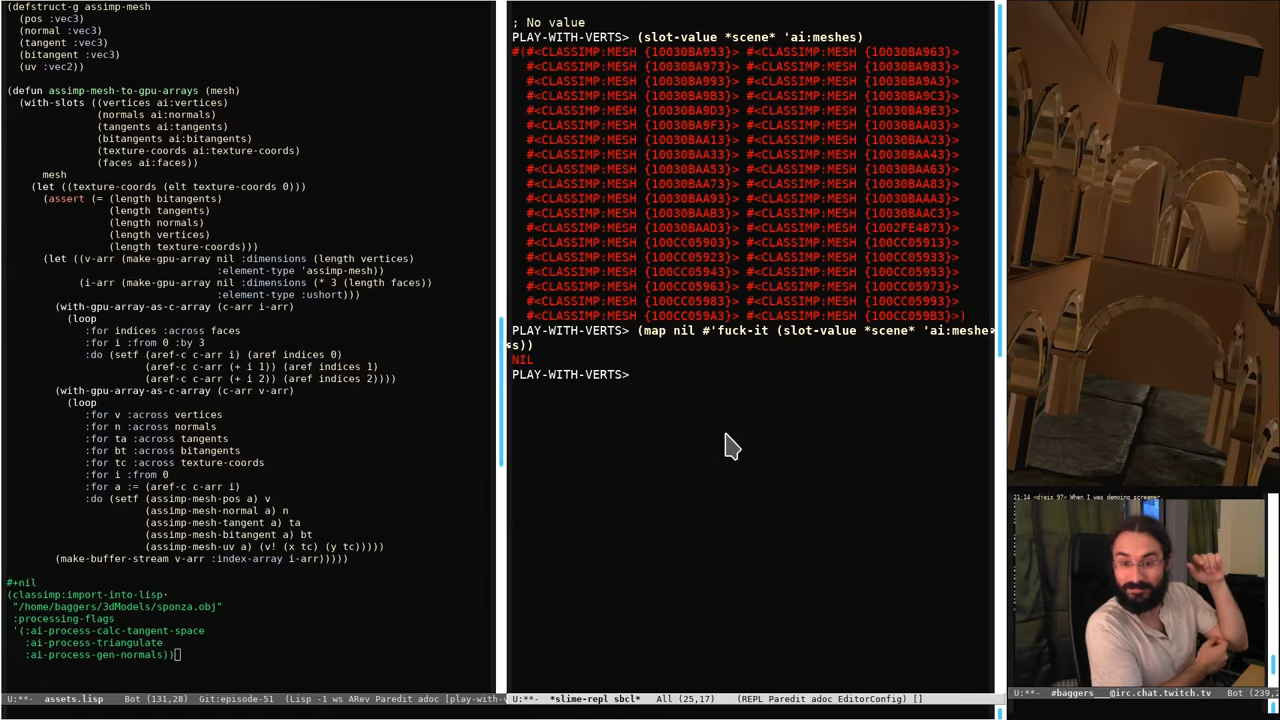 (defstruct-g assimp-mesh
(pos :vec3)
(normal :vec3)
(tangent :vec3)
(bitangent :vec3)
(uv :vec2))
(defun assimp-mesh-to-gpu-arrays (mesh)
(with-slots ((vertices ai:vertices)
(normals ai:normals)
(tangents ai:tangents)
(bitangents ai:bitangents)
(texture-coords ai:texture-coords)
(faces ai:faces))
mesh
(let ((texture-coords (elt texture-coords 0)))
(assert (= (length bitangents)
(length tangents)
(length normals)
(length vertices)
(length texture-coords)))
(let ((v-arr (make-gpu-array nil :dimensions (length vertices)
:element-type 'assimp-mesh))
(i-arr (make-gpu-array nil :dimensions (* 3 (length faces))
:element-type :ushort)))
(with-gpu-array-as-c-array (c-arr i-arr)
(loop
:for indices :across faces
:for i :from 0 :by 3
:do (setf (aref-c c-arr i) (aref indices 0)
(aref-c c-arr (+ i 1)) (aref indices 1)
(aref-c c-arr (+ i 2)) (aref indices 2))))
(with-gpu-array-as-c-array (c-arr v-arr)
(loop
:for v :across vertices
:for n :across normals
:for ta :across tangents
:for bt :across bitangents
:for tc :across texture-coords
:for i :from 0
:for a := (aref-c c-arr i)
:do (setf (assimp-mesh-pos a) v
(assimp-mesh-normal a) n
(assimp-mesh-tangent a) ta
(assimp-mesh-bitangent a) bt
(assimp-mesh-uv a) (v! (x tc) (y tc)))))
(make-buffer-stream v-arr :index-array i-arr)))))
#+nil
(classimp:import-into-lisp
"/home/baggers/3dModels/sponza.obj"
:processing-flags
'(:ai-process-calc-tangent-space
:ai-process-triangulate
:ai-process-gen-normals))
U:**- assets.lisp Bot (131,28) Git:episode-51 (Lisp -1 ws ARev Paredit adoc [play-with-v
; No value
PLAY-WITH-VERTS> (slot-value *scene* 'ai:meshes)
#(#<CLASSIMP:MESH {10030BA953}> #<CLASSIMP:MESH {10030BA963}>
#<CLASSIMP:MESH {10030BA973}> #<CLASSIMP:MESH {10030BA983}>
#<CLASSIMP:MESH {10030BA993}> #<CLASSIMP:MESH {10030BA9A3}>
#<CLASSIMP:MESH {10030BA9B3}> #<CLASSIMP:MESH {10030BA9C3}>
#<CLASSIMP:MESH {10030BA9D3}> #<CLASSIMP:MESH {10030BA9E3}>
#<CLASSIMP:MESH {10030BA9F3}> #<CLASSIMP:MESH {10030BAA03}>
#<CLASSIMP:MESH {10030BAA13}> #<CLASSIMP:MESH {10030BAA23}>
#<CLASSIMP:MESH {10030BAA33}> #<CLASSIMP:MESH {10030BAA43}>
#<CLASSIMP:MESH {10030BAA53}> #<CLASSIMP:MESH {10030BAA63}>
#<CLASSIMP:MESH {10030BAA73}> #<CLASSIMP:MESH {10030BAA83}>
#<CLASSIMP:MESH {10030BAA93}> #<CLASSIMP:MESH {10030BAAA3}>
#<CLASSIMP:MESH {10030BAAB3}> #<CLASSIMP:MESH {10030BAAC3}>
#<CLASSIMP:MESH {10030BAAD3}> #<CLASSIMP:MESH {1002FE4873}>
#<CLASSIMP:MESH {100CC05903}> #<CLASSIMP:MESH {100CC05913}>
#<CLASSIMP:MESH {100CC05923}> #<CLASSIMP:MESH {100CC05933}>
#<CLASSIMP:MESH {100CC05943}> #<CLASSIMP:MESH {100CC05953}>
#<CLASSIMP:MESH {100CC05963}> #<CLASSIMP:MESH {100CC05973}>
#<CLASSIMP:MESH {100CC05983}> #<CLASSIMP:MESH {100CC05993}>
#<CLASSIMP:MESH {100CC059A3}> #<CLASSIMP:MESH {100CC059B3}>)
PLAY-WITH-VERTS> (map nil #'fuck-it (slot-value *scene* 'ai:meshe
s))
NIL
PLAY-WITH-VERTS>
U:**- *slime-repl sbcl* All (25,17) (REPL Paredit adoc EditorConfig) []
21:14 <djeis_97> When I was demoing screamer
U:**- #baggers___@irc.chat.twitch.tv Bot (239,2